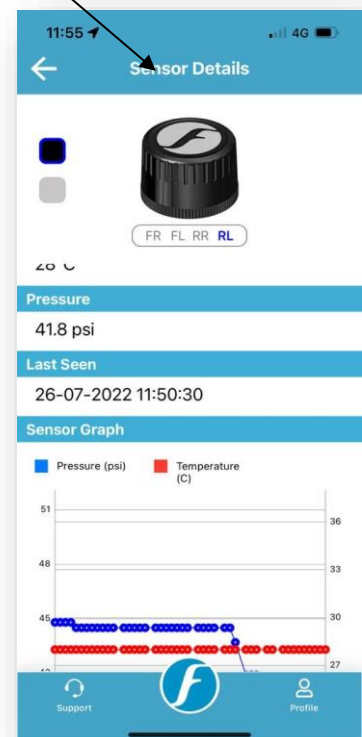 11:55 4G
Sensor Details
FR FL RR RL
28°C
Pressure
41.8 psi
Last Seen
26-07-2022 11:50:30
Sensor Graph
Pressure (psi) Temperature
(C)
51
36
48
33
45
30
27
Support Profile